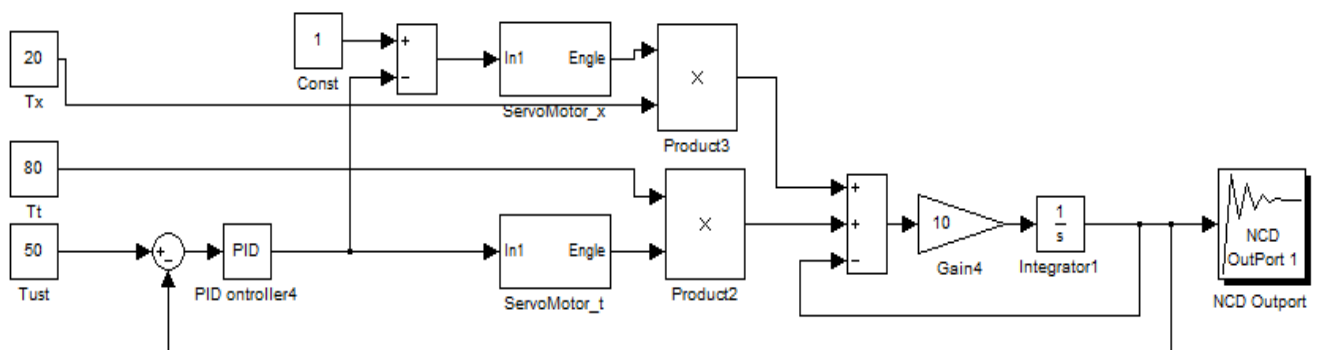 20
Tx
1
Const
+
−
In1 Engle
ServoMotor_x
X
Product3
80
Tt
50
Tust
+
−
PID
PID ontroller4
In1 Engle
ServoMotor_t
X
Product2
+
+
−
10
Gain4
1
s
Integrator1
NCD
OutPort 1
NCD Outport